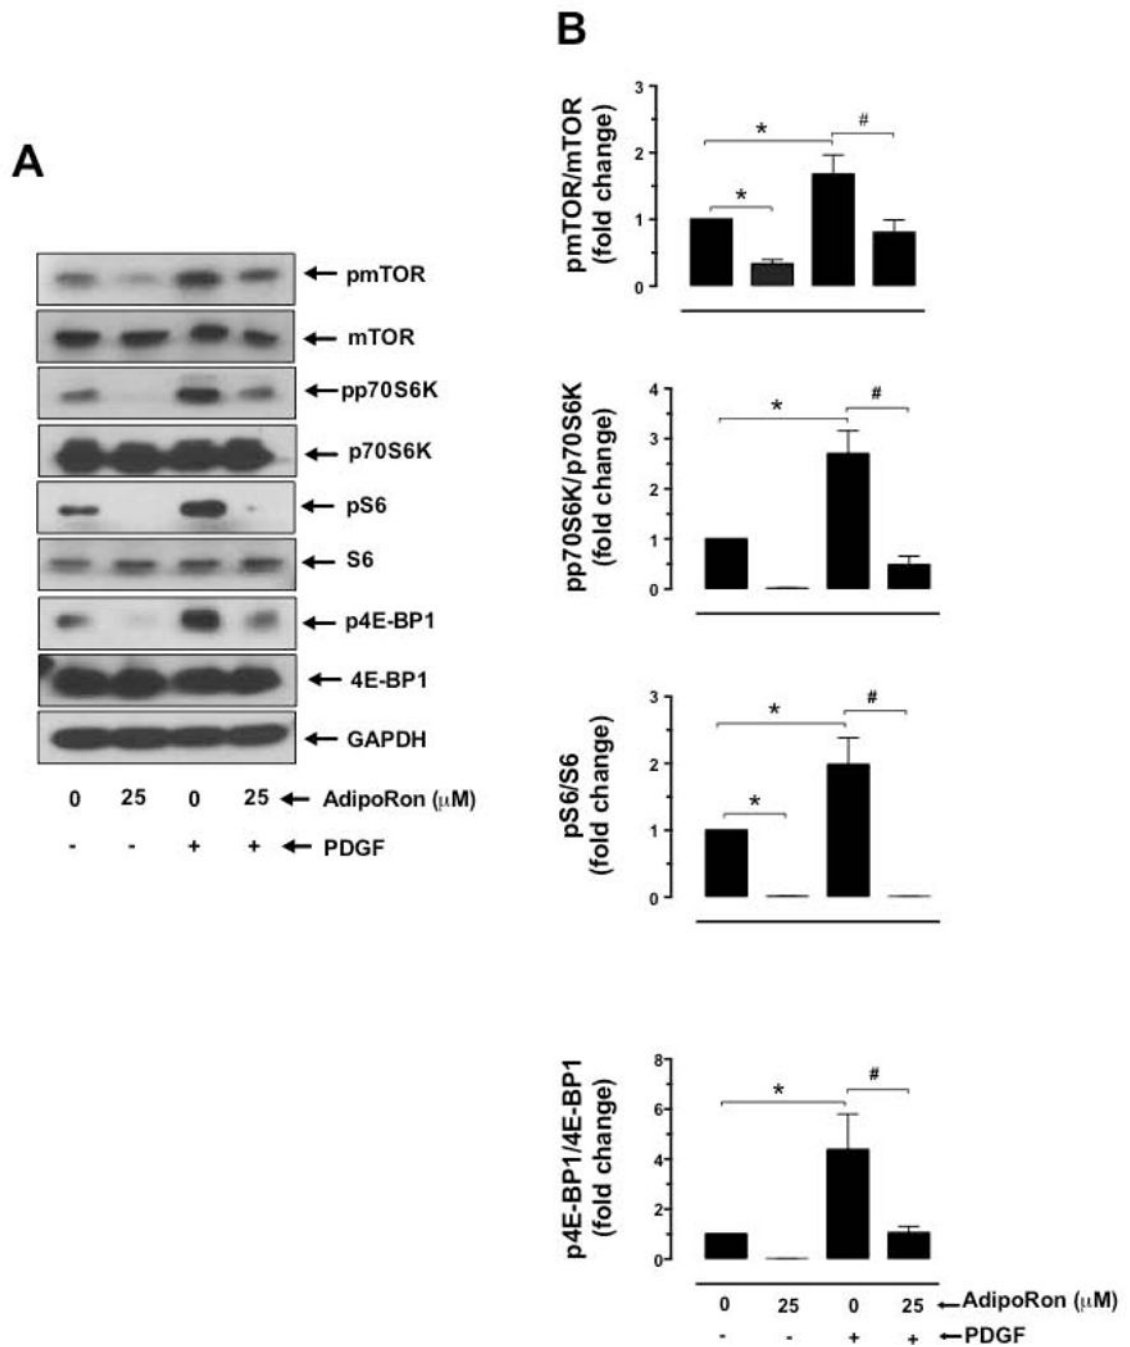 A
pmTOR
mTOR
pp70S6K
p70S6K
pS6
S6
p4E-BP1
4E-BP1
GAPDH
0 25 0 25 AdipoRon (μM)
- - + + PDGF
B
pmTOR/mTOR
(fold change)
3
2
1
0
*
*
#
pp70S6K/p70S6K
(fold change)
4
3
2
1
0
*
#
pS6/S6
(fold change)
3
2
1
0
*
*
#
p4E-BP1/4E-BP1
(fold change)
8
6
4
2
0
*
#
0 25 0 25 AdipoRon (μM)
- - + + PDGF